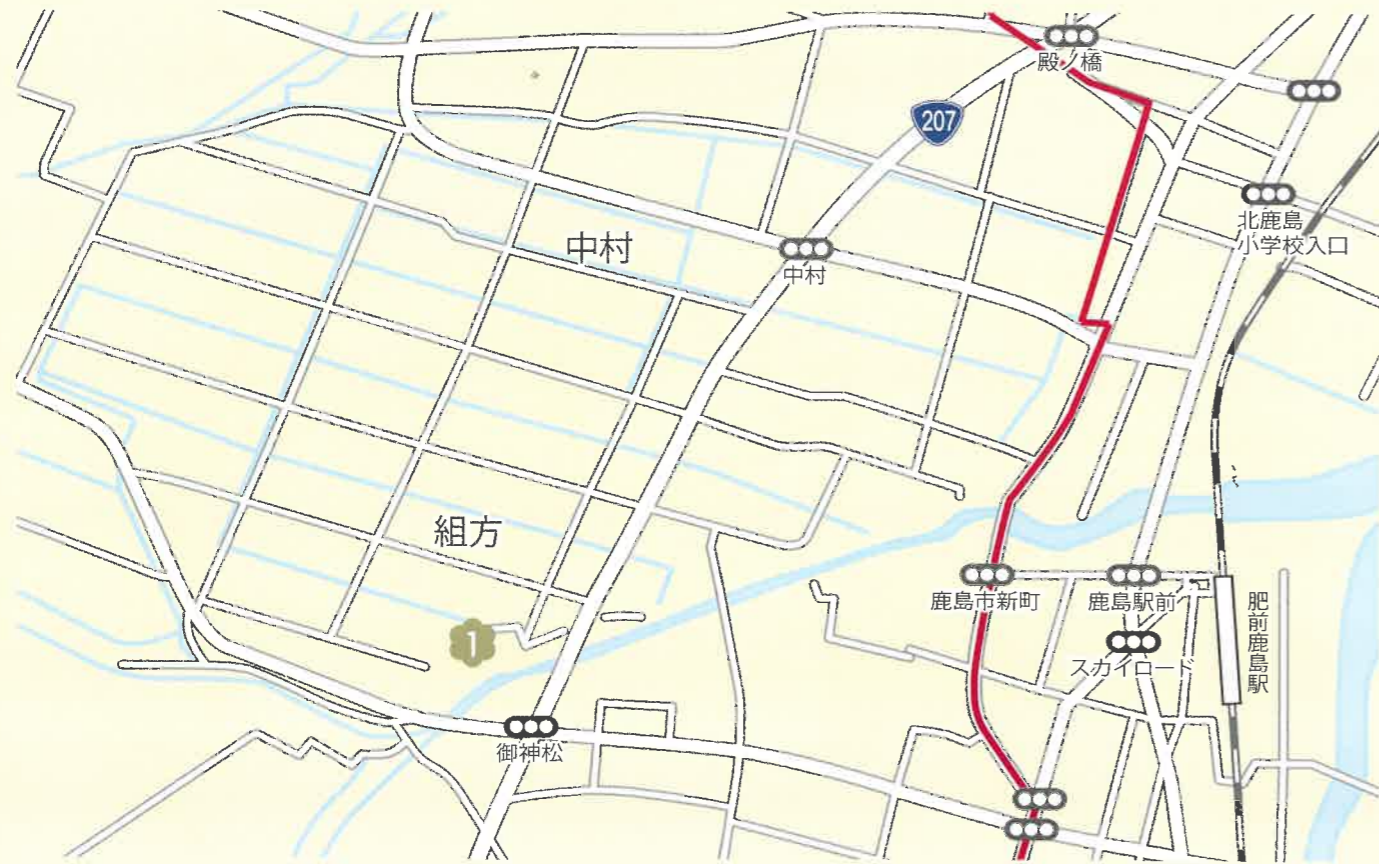 殿ノ橋
207
北鹿島
小学校入口
中村
中村
組方
鹿島市新町
鹿島駅前
肥前鹿島駅
1
スカイロード
御神松